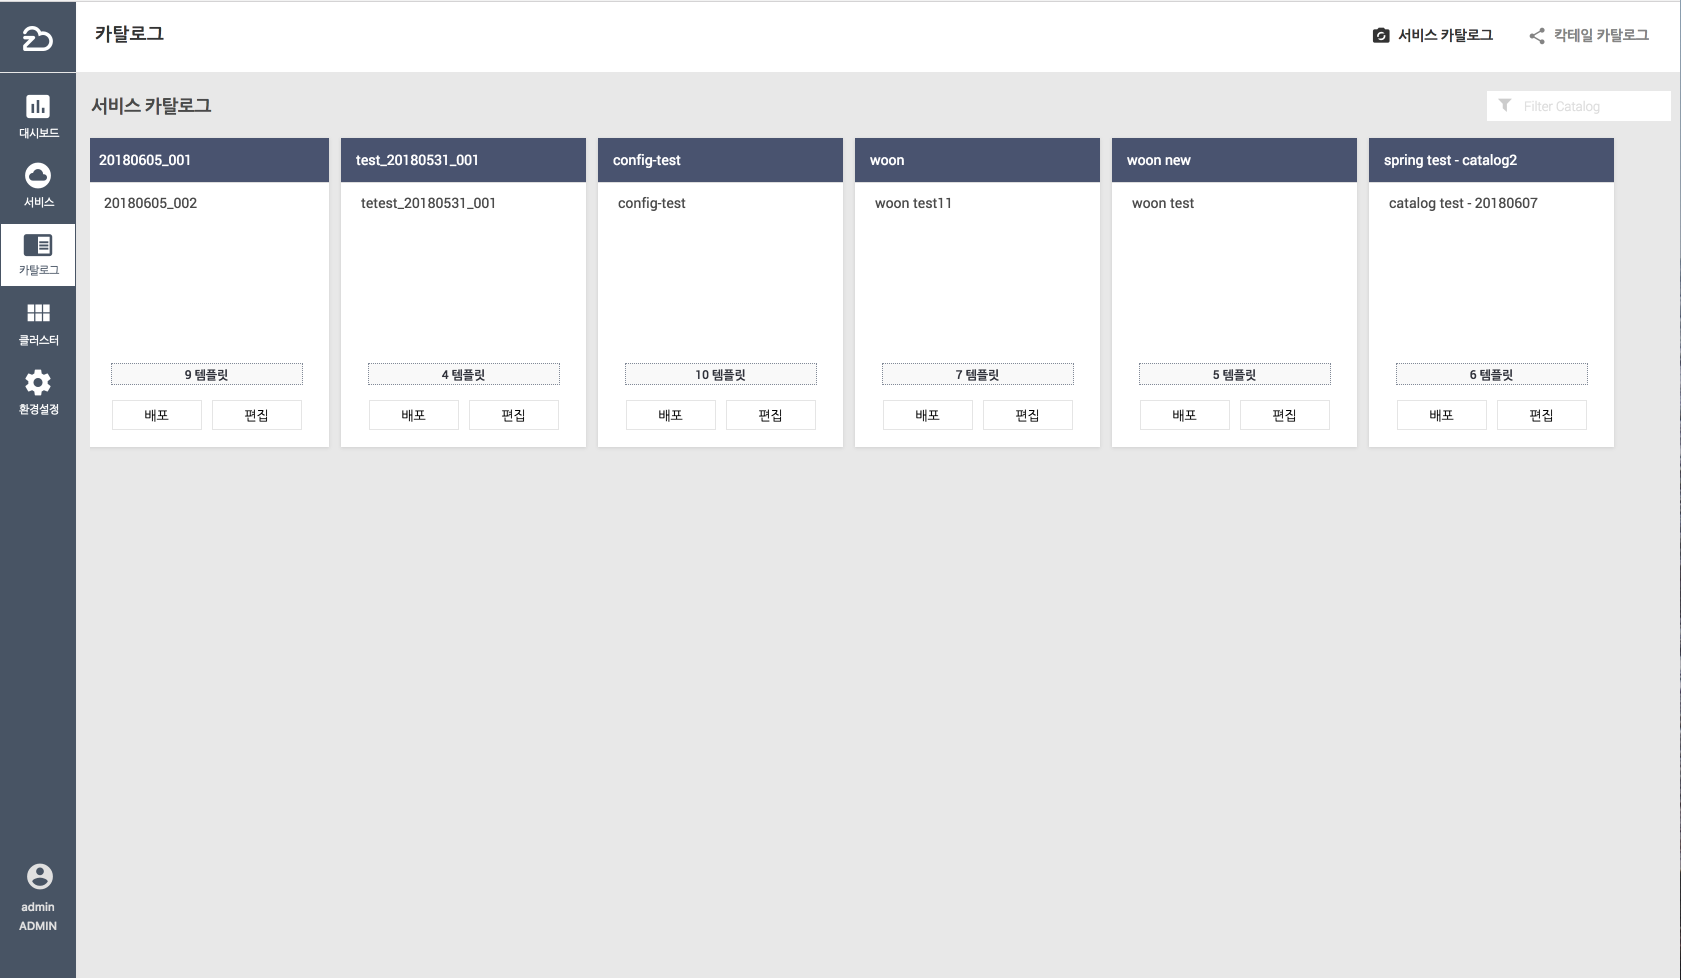 카탈로그
서비스 카탈로그
칵테일 카탈로그
대시보드
서비스
카탈로그
클러스터
환경설정
admin
ADMIN
서비스 카탈로그
Filter Catalog
20180605_001
20180605_002
9 템플릿
배포
편집
test_20180531_001
tetest_20180531_001
4 템플릿
배포
편집
config-test
config-test
10 템플릿
배포
편집
woon
woon test11
7 템플릿
배포
편집
woon new
woon test
5 템플릿
배포
편집
spring test - catalog2
catalog test - 20180607
6 템플릿
배포
편집